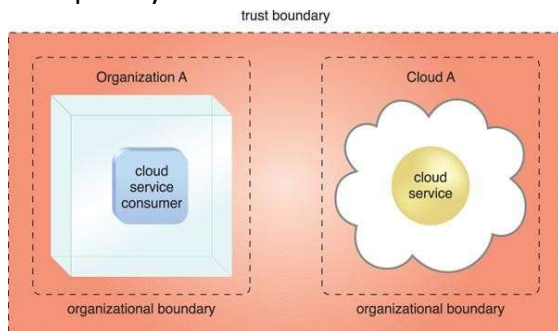 trust boundary
Organization A
Cloud A
cloud
service
consumer
cloud
service
organizational boundary
organizational boundary